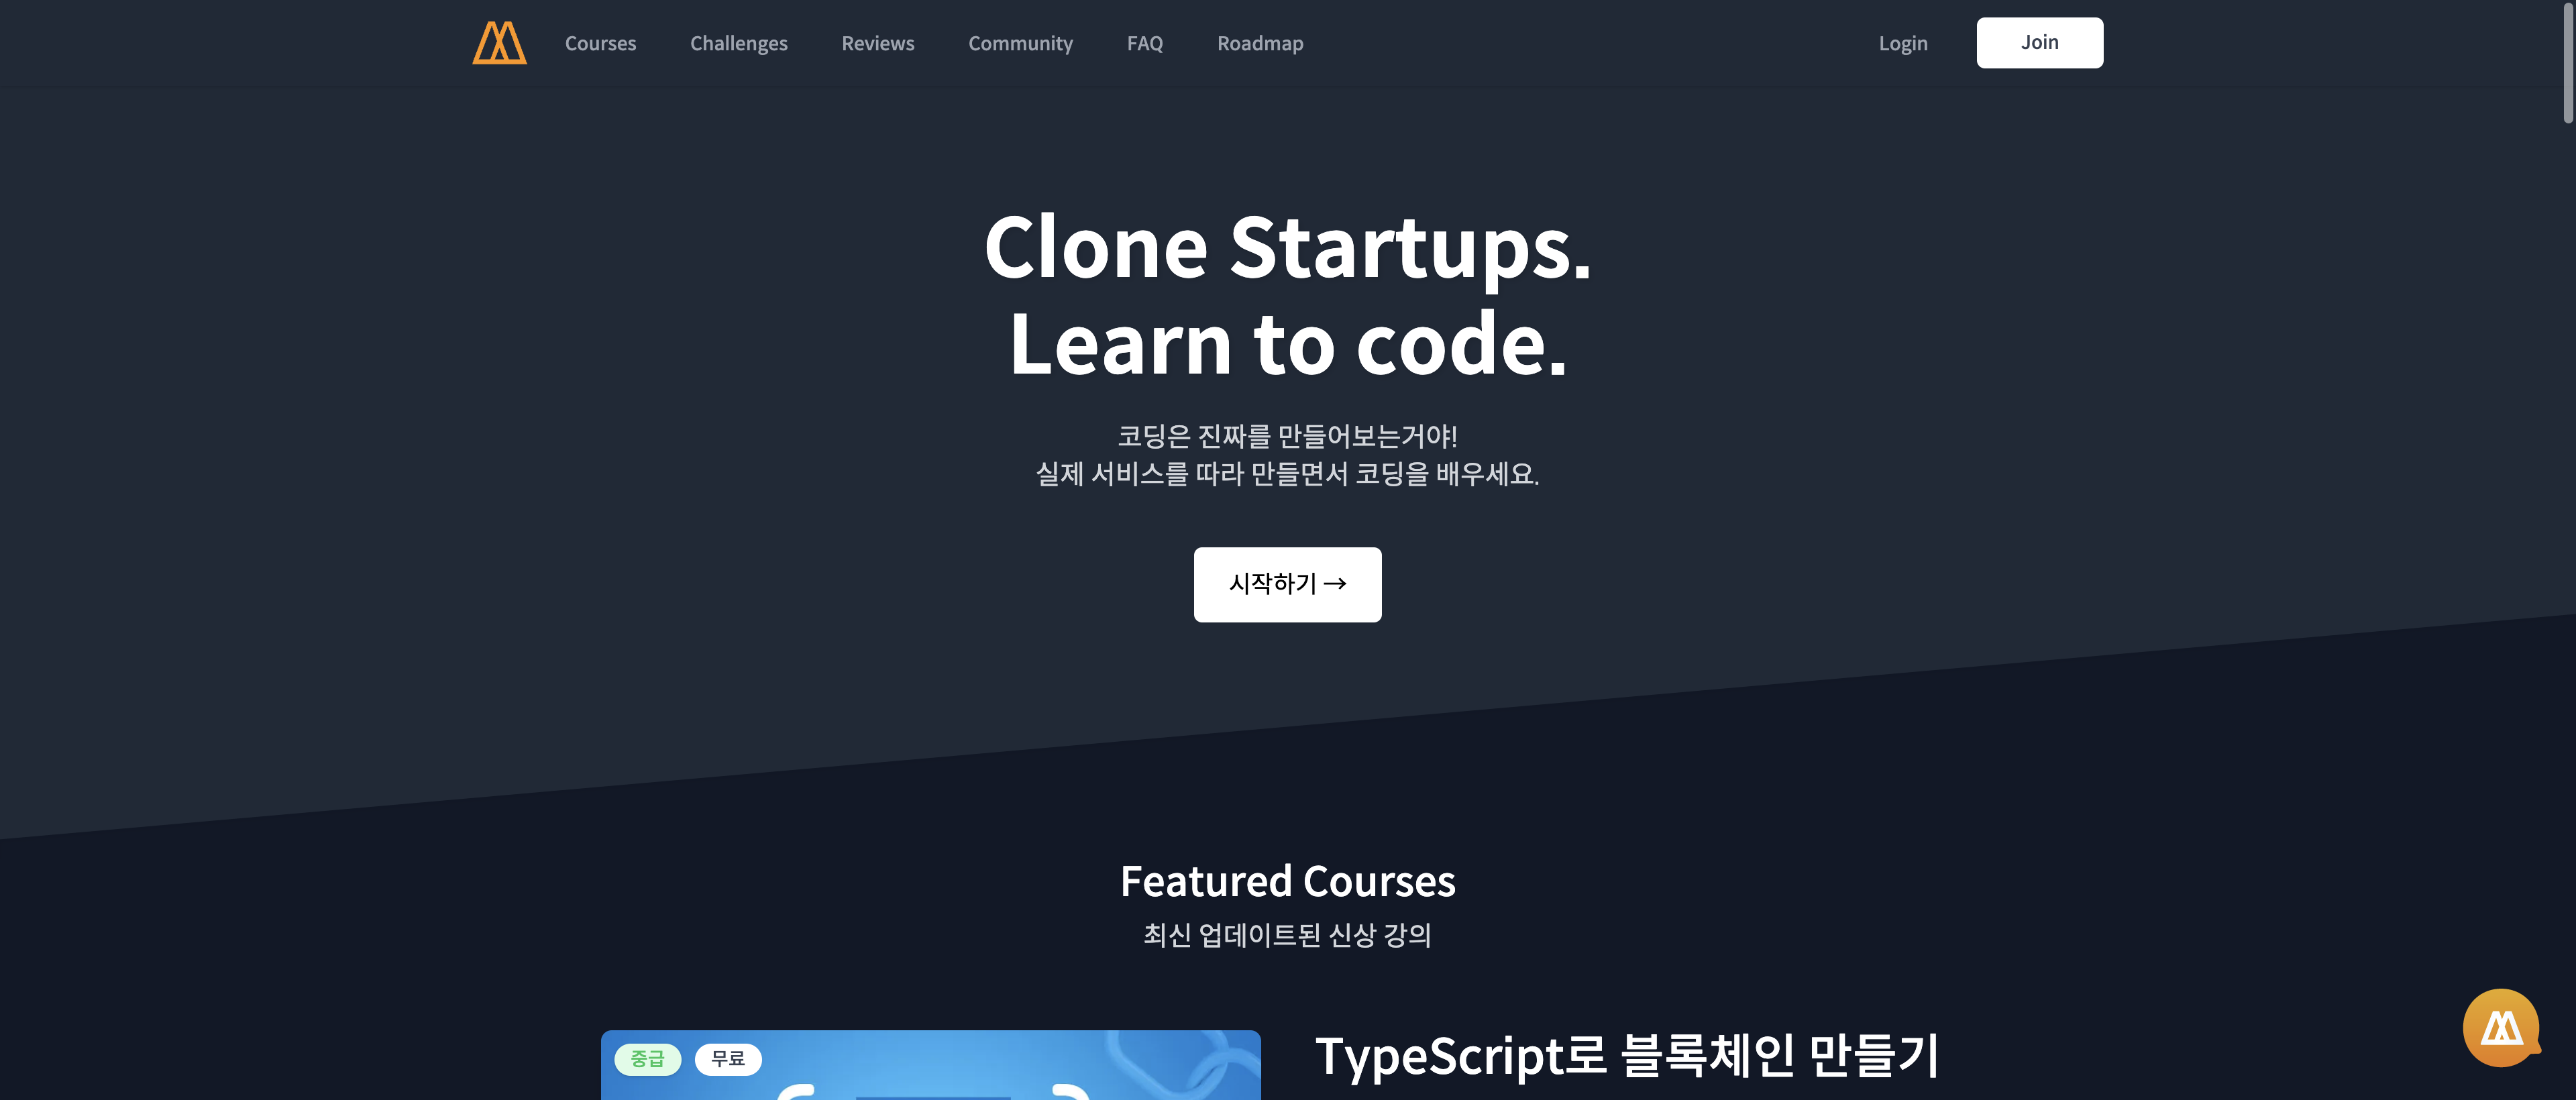 Courses
Challenges
Reviews
Community
FAQ
Roadmap
Login
Join
Clone Startups.
Learn to code.
코딩은 진짜를 만들어보는거야!
실제 서비스를 따라 만들면서 코딩을 배우세요.
시작하기 →
Featured Courses
최신 업데이트된 신상 강의
중급
무료
TypeScript로 블록체인 만들기